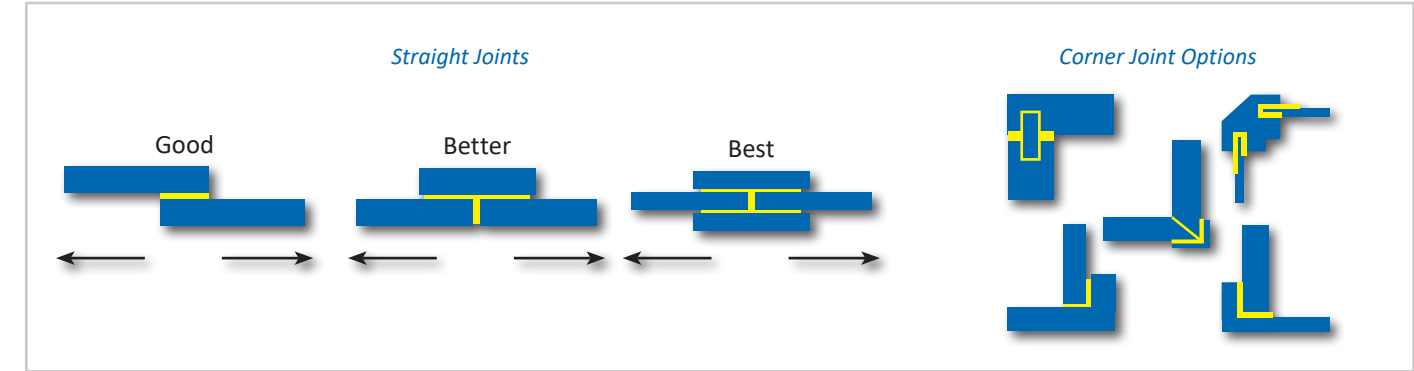 Straight Joints
Corner Joint Options
Good
Better
Best